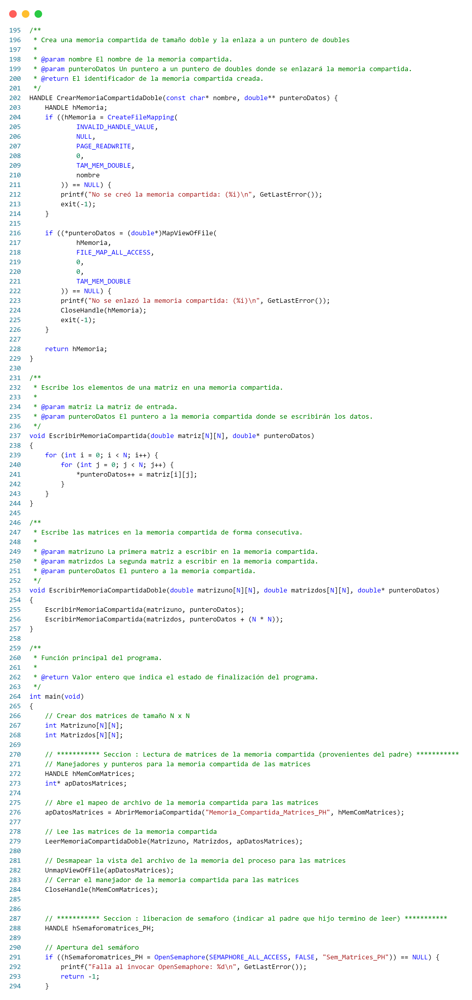 195 /**
196  * Crea una memoria compartida de tamaño doble y la enlaza a un puntero de doubles
197  *
198  * @param nombre El nombre de la memoria compartida.
199  * @param punteroDatos Un puntero a un puntero de doubles donde se enlazará la memoria compartida.
200  * @return El identificador de la memoria compartida creada.
201  */
202 HANDLE CrearMemoriaCompartidaDoble(const char* nombre, double** punteroDatos) {
203     HANDLE hMemoria;
204     if ((hMemoria = CreateFileMapping(
205             INVALID_HANDLE_VALUE,
206             NULL,
207             PAGE_READWRITE,
208             0,
209             TAM_MEM_DOUBLE,
210             nombre
211         )) == NULL) {
212         printf("No se creó la memoria compartida: (%i)\n", GetLastError());
213         exit(-1);
214     }
215
216     if ((*punteroDatos = (double*)MapViewOfFile(
217             hMemoria,
218             FILE_MAP_ALL_ACCESS,
219             0,
220             0,
221             TAM_MEM_DOUBLE
222         )) == NULL) {
223         printf("No se enlazó la memoria compartida: (%i)\n", GetLastError());
224         CloseHandle(hMemoria);
225         exit(-1);
226     }
227
228     return hMemoria;
229 }
230
231 /**
232  * Escribe los elementos de una matriz en una memoria compartida.
233  *
234  * @param matriz La matriz de entrada.
235  * @param punteroDatos El puntero a la memoria compartida donde se escribirán los datos.
236  */
237 void EscribirMemoriaCompartida(double matriz[N][N], double* punteroDatos)
238 {
239     for (int i = 0; i < N; i++) {
240         for (int j = 0; j < N; j++) {
241             *punteroDatos++ = matriz[i][j];
242         }
243     }
244 }
245
246 /**
247  * Escribe las matrices en la memoria compartida de forma consecutiva.
248  *
249  * @param matrizuno La primera matriz a escribir en la memoria compartida.
250  * @param matrizdos La segunda matriz a escribir en la memoria compartida.
251  * @param punteroDatos El puntero a la memoria compartida.
252  */
253 void EscribirMemoriaCompartidaDoble(double matrizuno[N][N], double matrizdos[N][N], double* punteroDatos)
254 {
255     EscribirMemoriaCompartida(matrizuno, punteroDatos);
256     EscribirMemoriaCompartida(matrizdos, punteroDatos + (N * N));
257 }
258
259 /**
260  * Función principal del programa.
261  *
262  * @return Valor entero que indica el estado de finalización del programa.
263  */
264 int main(void)
265 {
266     // Crear dos matrices de tamaño N x N
267     int Matrizuno[N][N];
268     int Matrizdos[N][N];
269
270     // *********** Seccion : Lectura de matrices de la memoria compartida (provenientes del padre) ***********
271     // Manejadores y punteros para la memoria compartida de las matrices
272     HANDLE hMemComMatrices;
273     int* apDatosMatrices;
274
275     // Abre el mapeo de archivo de la memoria compartida para las matrices
276     apDatosMatrices = AbrirMemoriaCompartida("Memoria_Compartida_Matrices_PH", hMemComMatrices);
277
278     // Lee las matrices de la memoria compartida
279     LeerMemoriaCompartidaDoble(Matrizuno, Matrizdos, apDatosMatrices);
280
281     // Desmapear la vista del archivo de la memoria del proceso para las matrices
282     UnmapViewOfFile(apDatosMatrices);
283     // Cerrar el manejador de la memoria compartida para las matrices
284     CloseHandle(hMemComMatrices);
285
286
287     // *********** Seccion : liberacion de semaforo (indicar al padre que hijo termino de leer) ***********
288     HANDLE hSemaforomatrices_PH;
289
290     // Apertura del semáforo
291     if ((hSemaforomatrices_PH = OpenSemaphore(SEMAPHORE_ALL_ACCESS, FALSE, "Sem_Matrices_PH")) == NULL) {
292         printf("Falla al invocar OpenSemaphore: %d\n", GetLastError());
293         return -1;
294     }